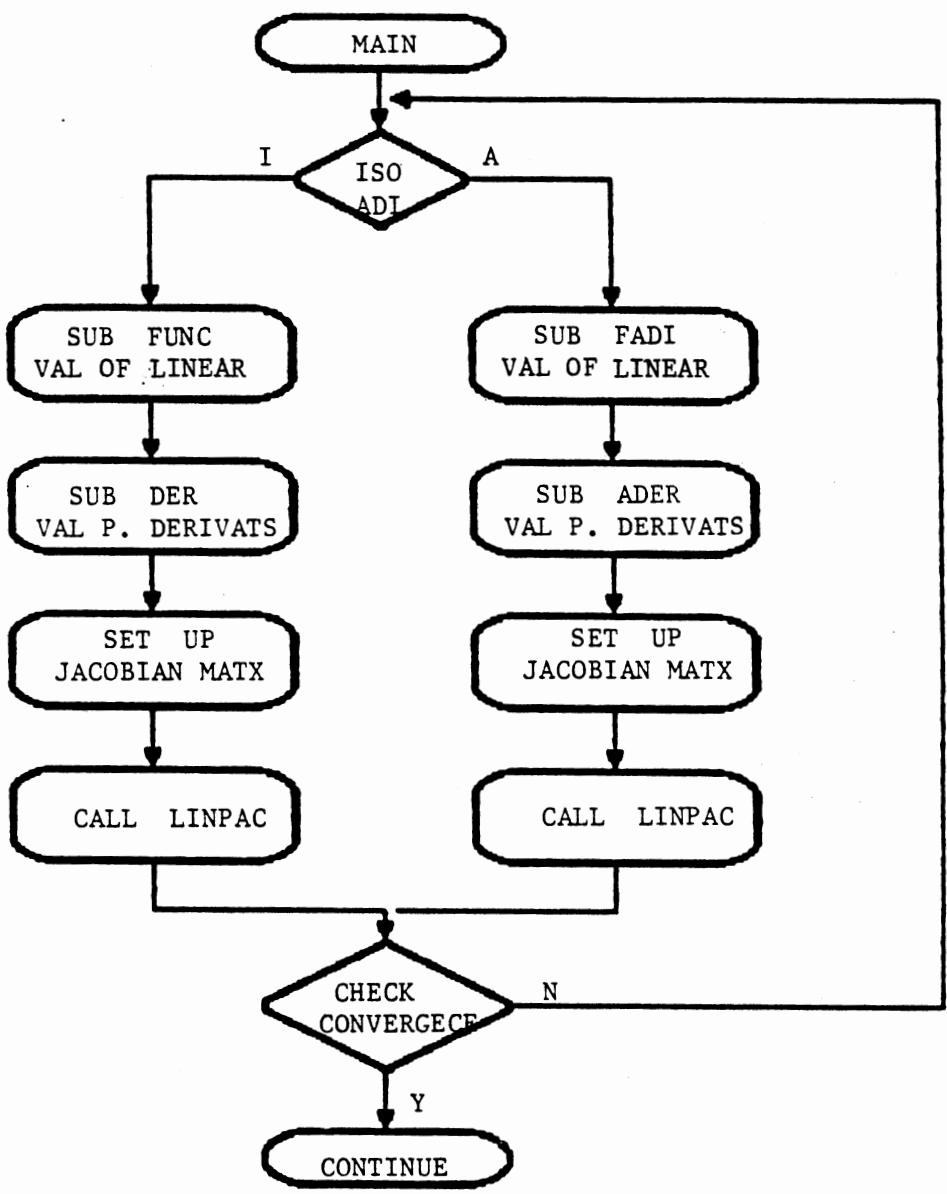 MAIN
I
A
ISO
ADI
SUB FUNC
VAL OF LINEAR
SUB FADI
VAL OF LINEAR
SUB DER
VAL P. DERIVATS
SUB ADER
VAL P. DERIVATS
SET UP
JACOBIAN MATX
SET UP
JACOBIAN MATX
CALL LINPAC
CALL LINPAC
CHECK
CONVERGECE
N
Y
CONTINUE